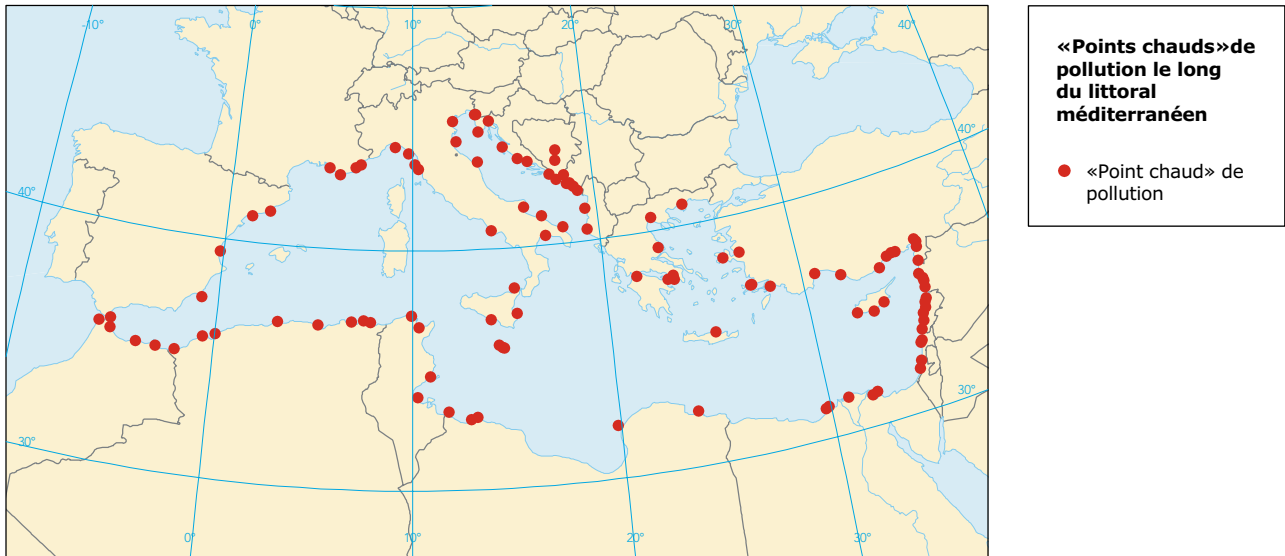 -10°
0°
10°
20°
30°
40°
40°
40°
30°
30°
0°
10°
20°
30°
«Points chauds»de
pollution le long
du littoral
méditerranéen
«Point chaud» de
pollution